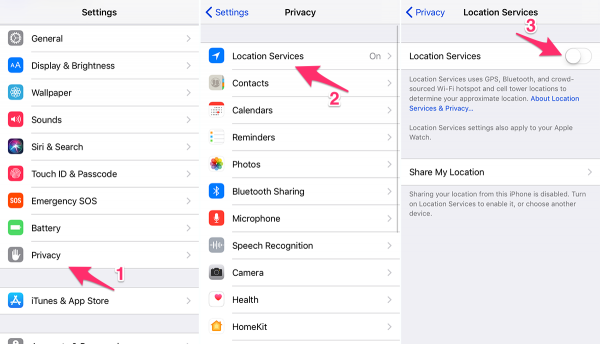 Settings
General
Display & Brightness
AA
Wallpaper
Sounds
Siri & Search
Touch ID & Passcode
SOS
Emergency SOS
Battery
Privacy
1
iTunes & App Store
Settings
Privacy
Location Services
On
2
Contacts
Calendars
Reminders
Photos
Bluetooth Sharing
Microphone
Speech Recognition
Camera
Health
HomeKit
Privacy
Location Services
3
Location Services
Location Services uses GPS, Bluetooth, and crowd-
sourced Wi-Fi hotspot and cell tower locations to
determine your approximate location. About Location
Services & Privacy...
Location Services settings also apply to your Apple
Watch.
Share My Location
Sharing your location from this iPhone is disabled. Turn
on Location Services to enable it, or choose another
device.